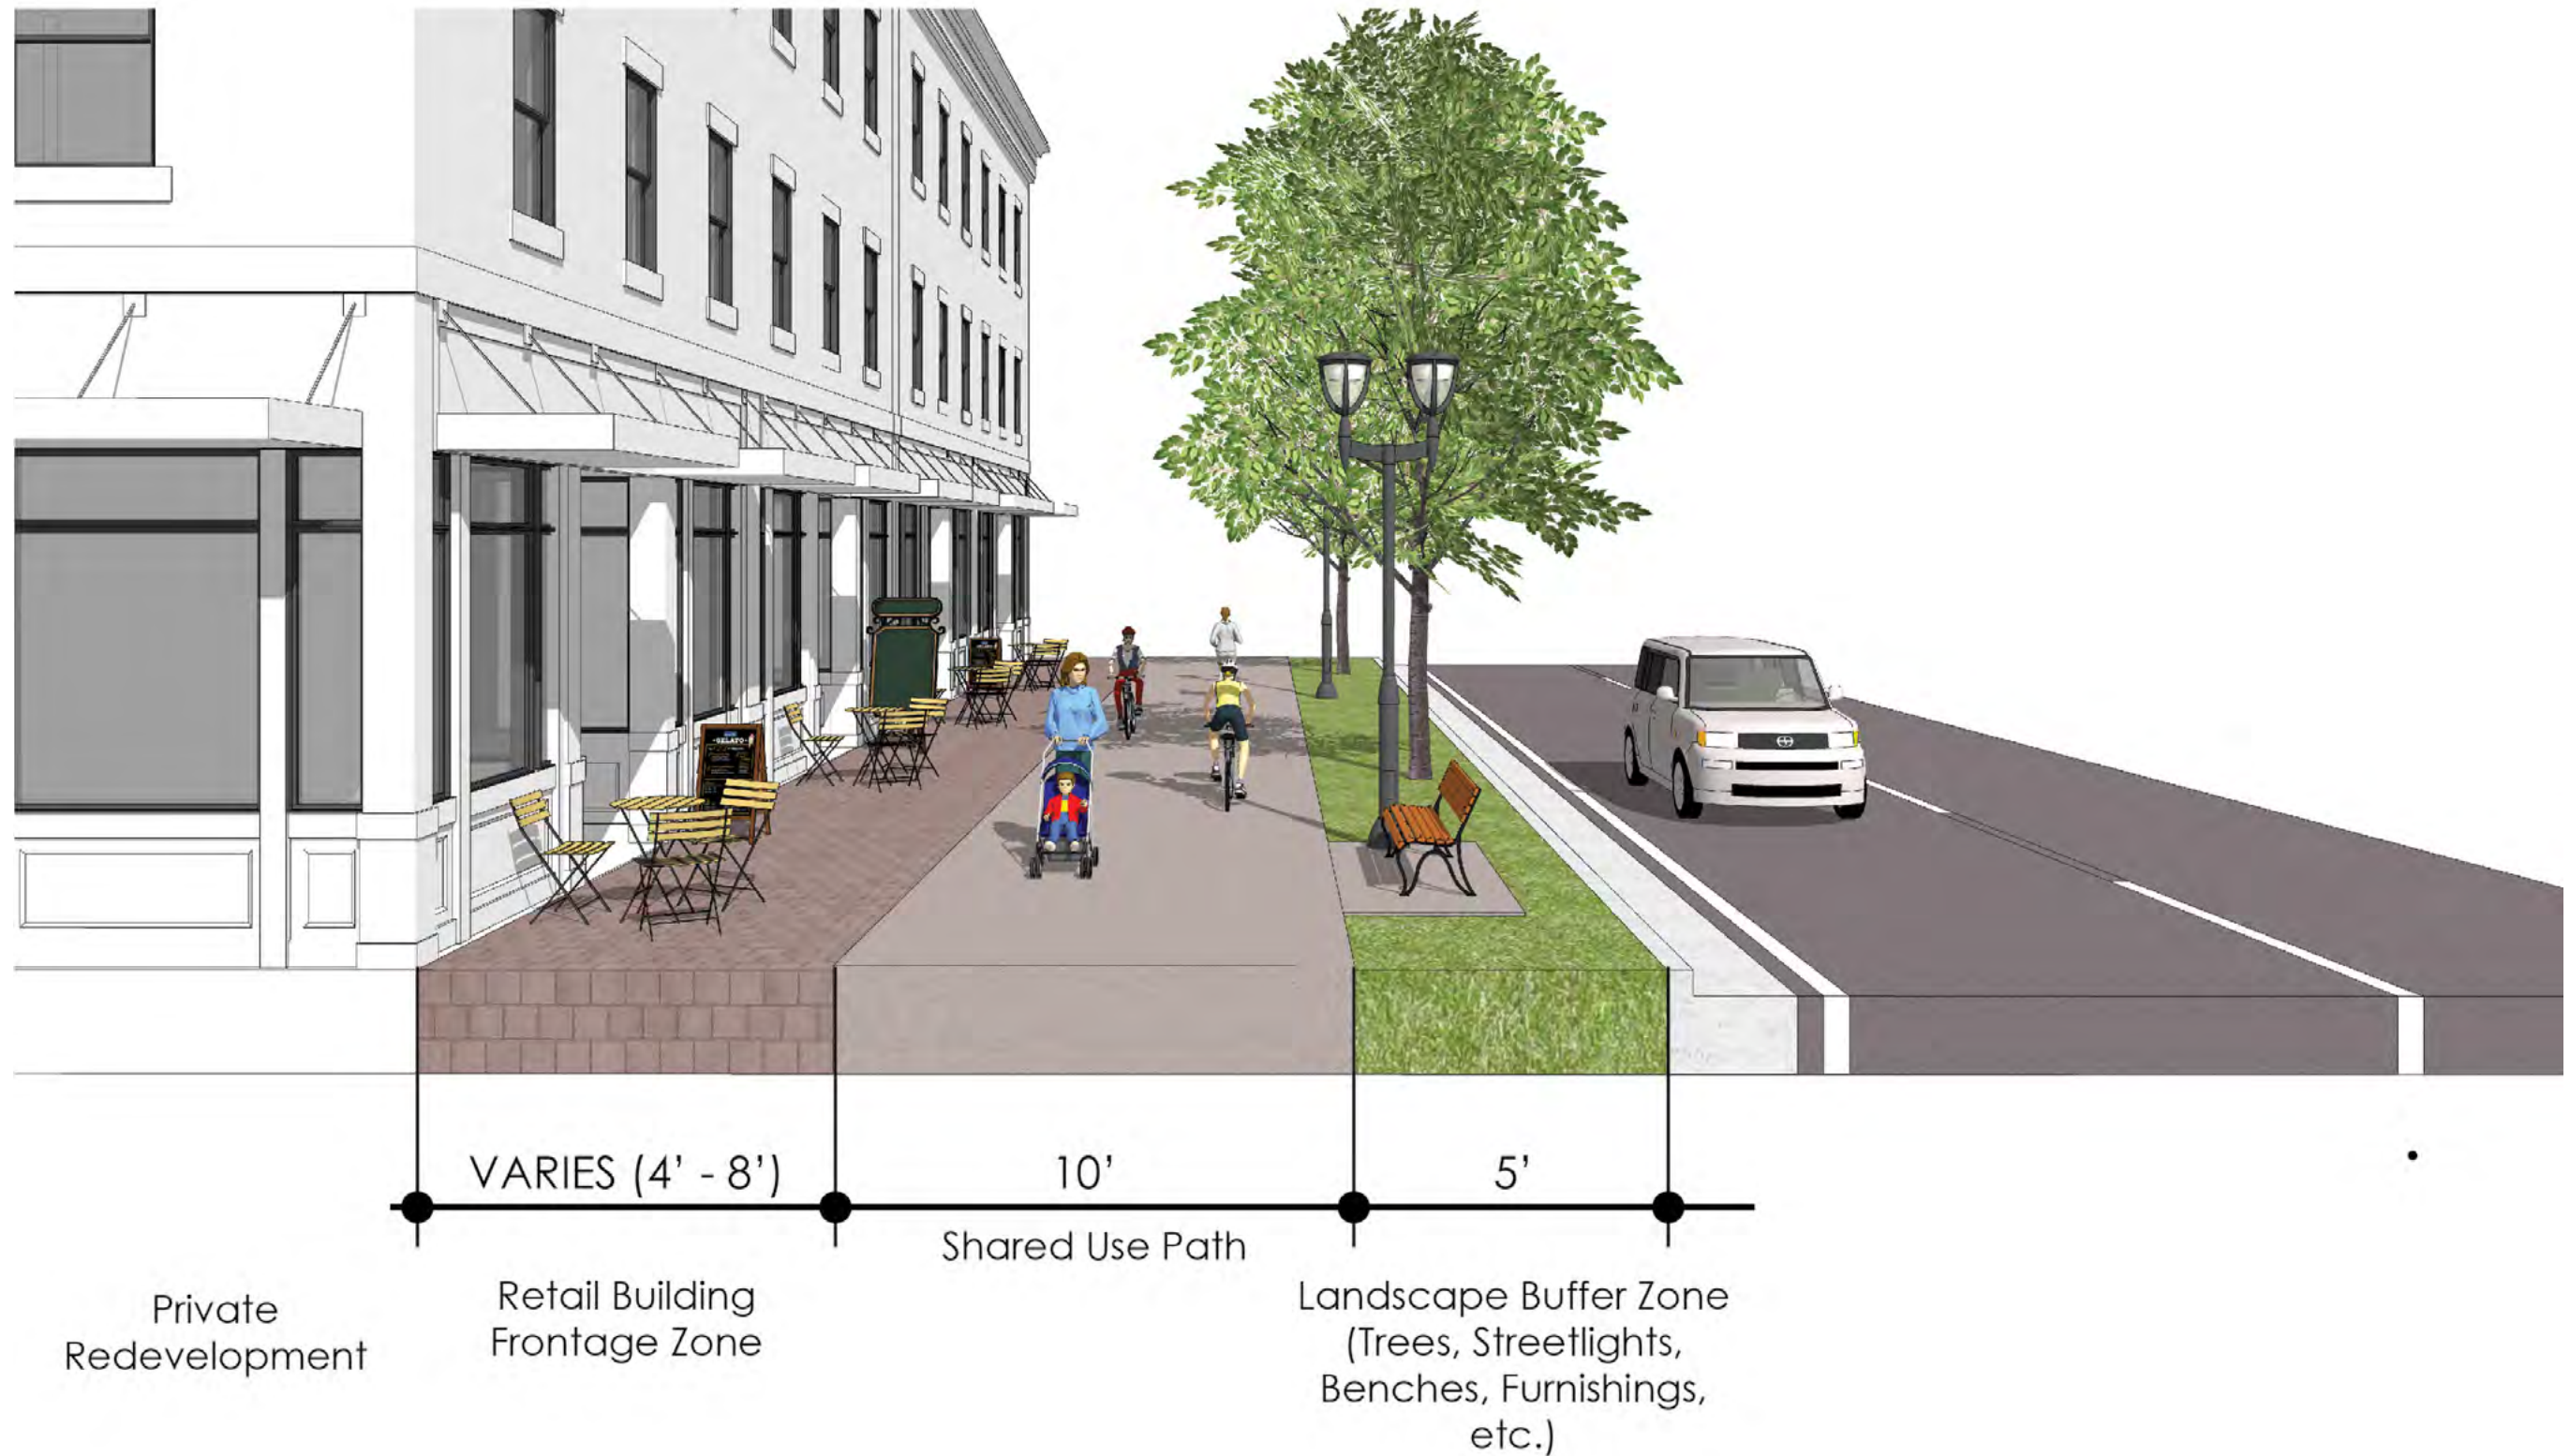 -GELATO-
VARIES (4' - 8')
10'
5'
Shared Use Path
Private
Redevelopment
Retail Building
Frontage Zone
Landscape Buffer Zone
(Trees, Streetlights,
Benches, Furnishings,
etc.)